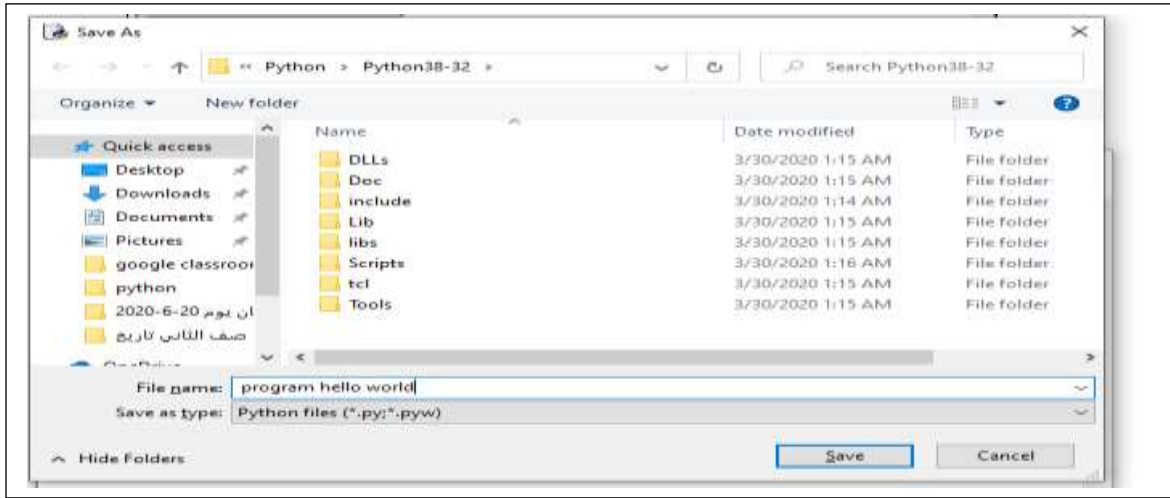 Save As
« Python > Python38-32 >
Search Python38-32
Organize
New folder
Name
Date modified
Type
Quick access
Desktop
Downloads
Documents
Pictures
google classroo
python
ان يوم 20-6-2020
صف الثاني تاريخ
DLLs 3/30/2020 1:15 AM File folder
Doc 3/30/2020 1:15 AM File folder
include 3/30/2020 1:14 AM File folder
Lib 3/30/2020 1:15 AM File folder
libs 3/30/2020 1:15 AM File folder
Scripts 3/30/2020 1:16 AM File folder
tcl 3/30/2020 1:15 AM File folder
Tools 3/30/2020 1:15 AM File folder
File name: program hello world
Save as type: Python files (*.py;*.pyw)
Hide Folders
Save
Cancel